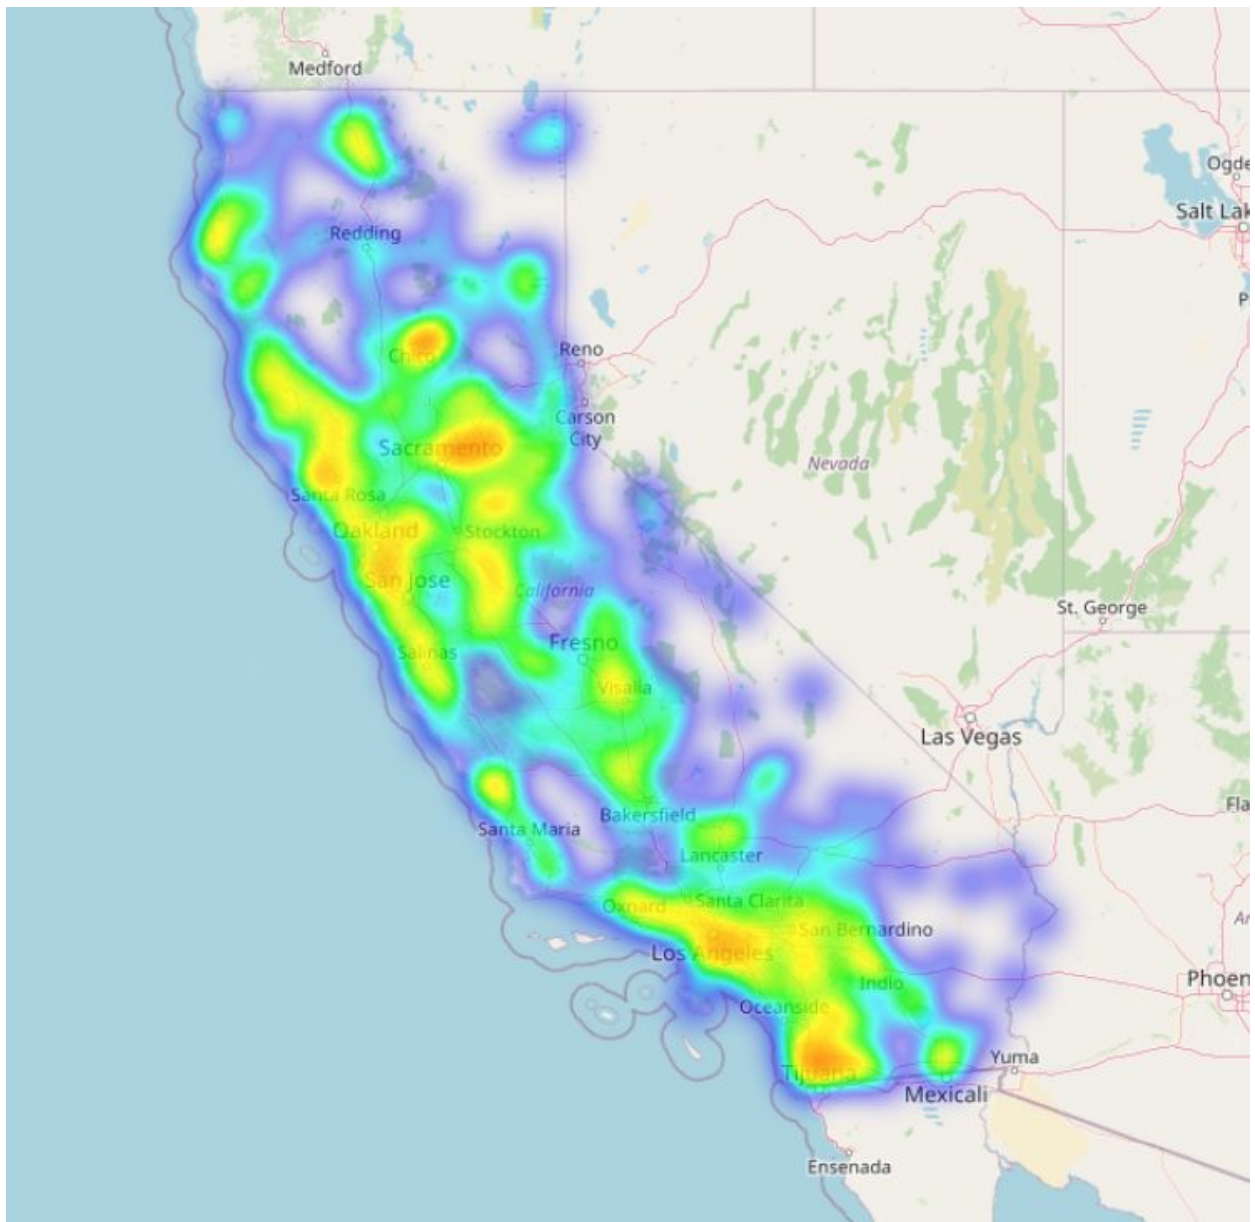 Medford
Ogde
Salt Lak
Redding
P
Reno
Chico
Carson
City
Sacramento
Nevada
Santa Rosa
Oakland
Stockton
San Jose
California
St. George
Fresno
Salinas
Visalia
Las Vegas
Fla
Bakersfield
Santa Maria
Lancaster
Santa Clarita
Oxnard
Ar
San Bernardino
Los Angeles
Indio
Phoen
Oceanside
Yuma
Tijuana
Mexicali
Ensenada